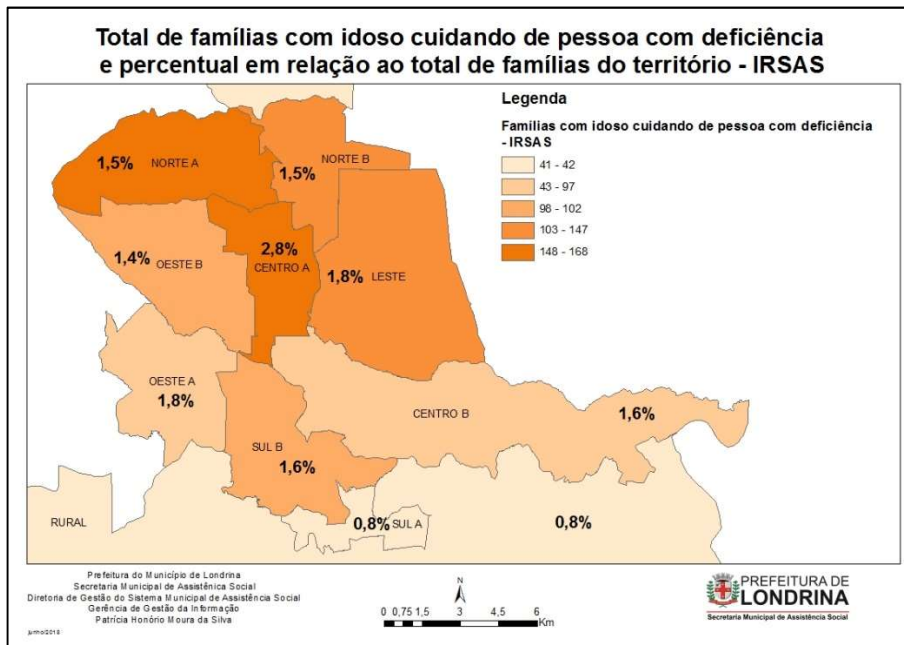 Total de famílias com idoso cuidando de pessoa com deficiência
e percentual em relação ao total de famílias do território - IRSAS
Legenda
Famílias com idoso cuidando de pessoa com deficiência
- IRSAS
41 - 42
43 - 97
98 - 102
103 - 147
148 - 168
1,5%
NORTE A
NORTE B
1,5%
1,4%
OESTE B
2,8%
CENTRO A
1,8%
LESTE
OESTE A
1,8%
CENTRO B
1,6%
SUL B
1,6%
RURAL
0,8%
SUL A
0,8%
Prefeitura do Município de Londrina
Secretaria Municipal de Assistênica Social
Diretoria de Gestão do Sistema Municipal de Assistência Social
Gerência de Gestão da Informação
Patrícia Honório Moura da Silva
N
0 0,75 1,5 3 4,5 6
Km
PREFEITURA DE
LONDRINA
Secretaria Municipal de Assistência Social